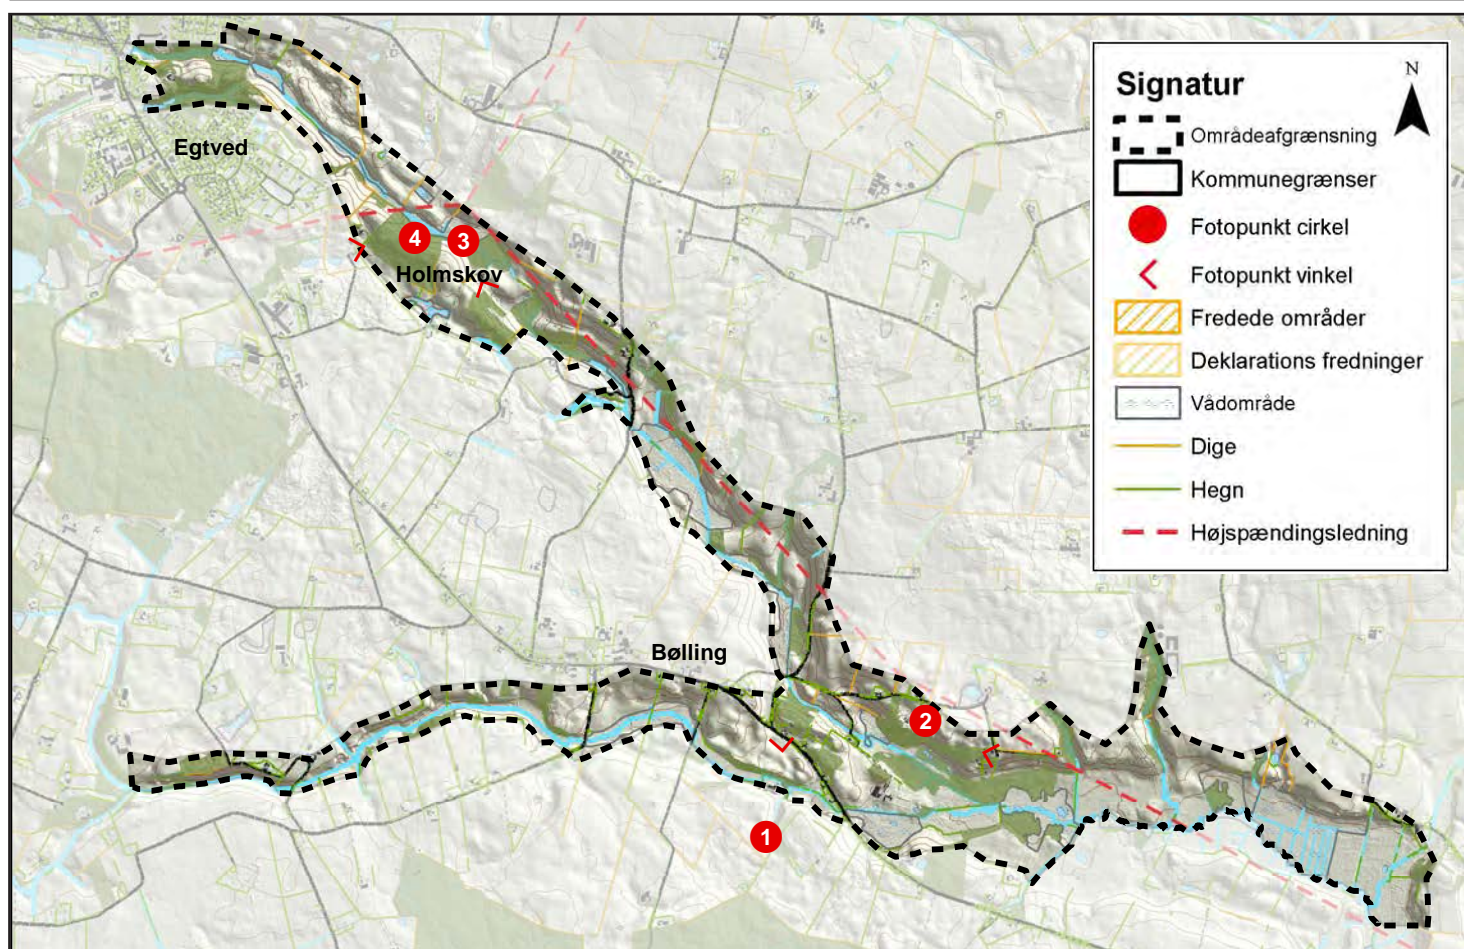 Signatur
N
Områdeafgrænsning
Kommunegrænser
Fotopunkt cirkel
Fotopunkt vinkel
Fredede områder
Deklarations fredninger
Vådområde
Dige
Hegn
Højspændingsledning
Egtved
4
3
Holmskov
Bølling
2
1